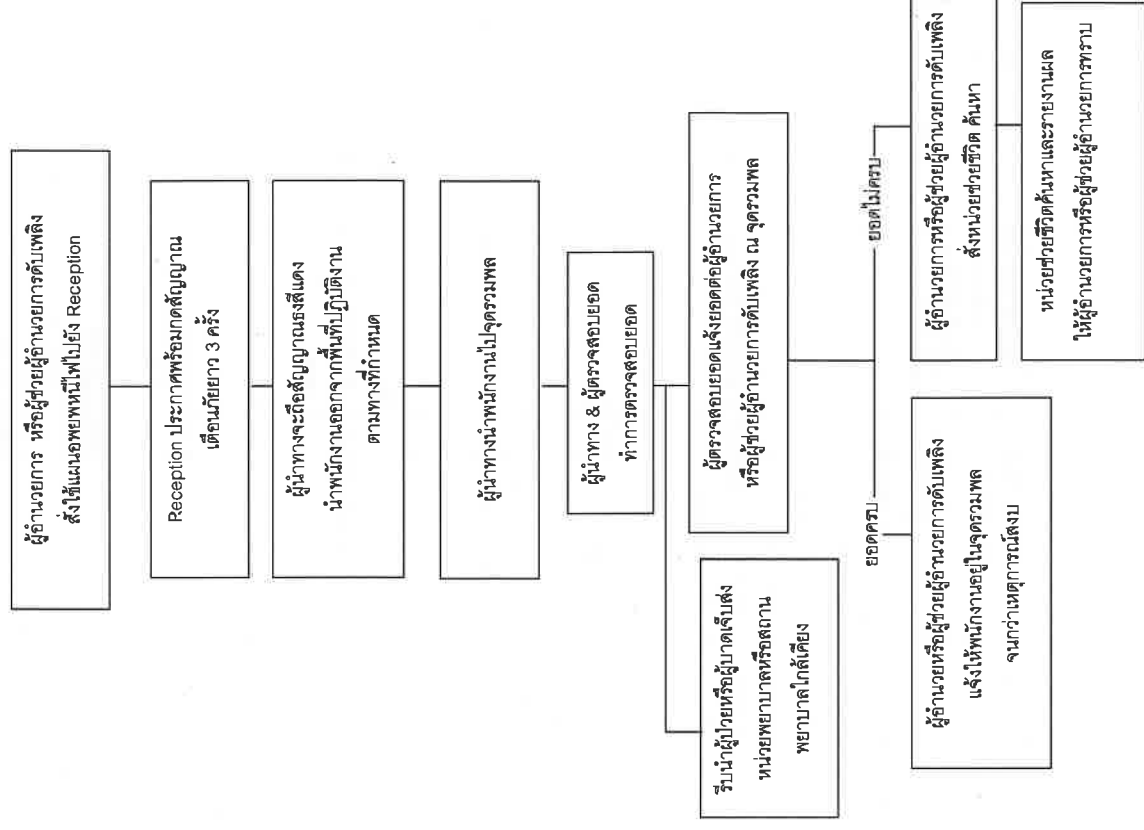 ผู้อำนวยการ หรือผู้ช่วยผู้อำนวยการดับเพลิง
สั่งใช้แผนอพยพหนีไฟไปยัง Reception
Reception ประกาศพร้อมกดสัญญาณ
เตือนภัยยาว 3 ครั้ง
ผู้นำทางจะถือสัญญาณธงสีแดง
นำพนักงานออกจากพื้นที่ปฏิบัติงาน
ตามทางที่กำหนด
ผู้นำทางนำพนักงานไปจุดรวมพล
ผู้นำทาง & ผู้ตรวจสอบยอด
ทำการตรวจสอบยอด
รีบนำผู้ป่วยหรือผู้บาดเจ็บส่ง
หน่วยพยาบาลหรือสถาน
พยาบาลใกล้เคียง
ผู้ตรวจสอบยอดแจ้งยอดต่อผู้อำนวยการ
หรือผู้ช่วยผู้อำนวยการดับเพลิง ณ จุดรวมพล
ยอดครบ
ยอดไม่ครบ
ผู้อำนวยหรือผู้ช่วยผู้อำนวยการดับเพลิง
แจ้งให้พนักงานอยู่ในจุดรวมพล
จนกว่าเหตุการณ์สงบ
ผู้อำนวยการหรือผู้ช่วยผู้อำนวยการดับเพลิง
สั่งหน่วยช่วยชีวิต ค้นหา
หน่วยช่วยชีวิตค้นหาและรายงานผล
ให้ผู้อำนวยการหรือผู้ช่วยผู้อำนวยการทราบ